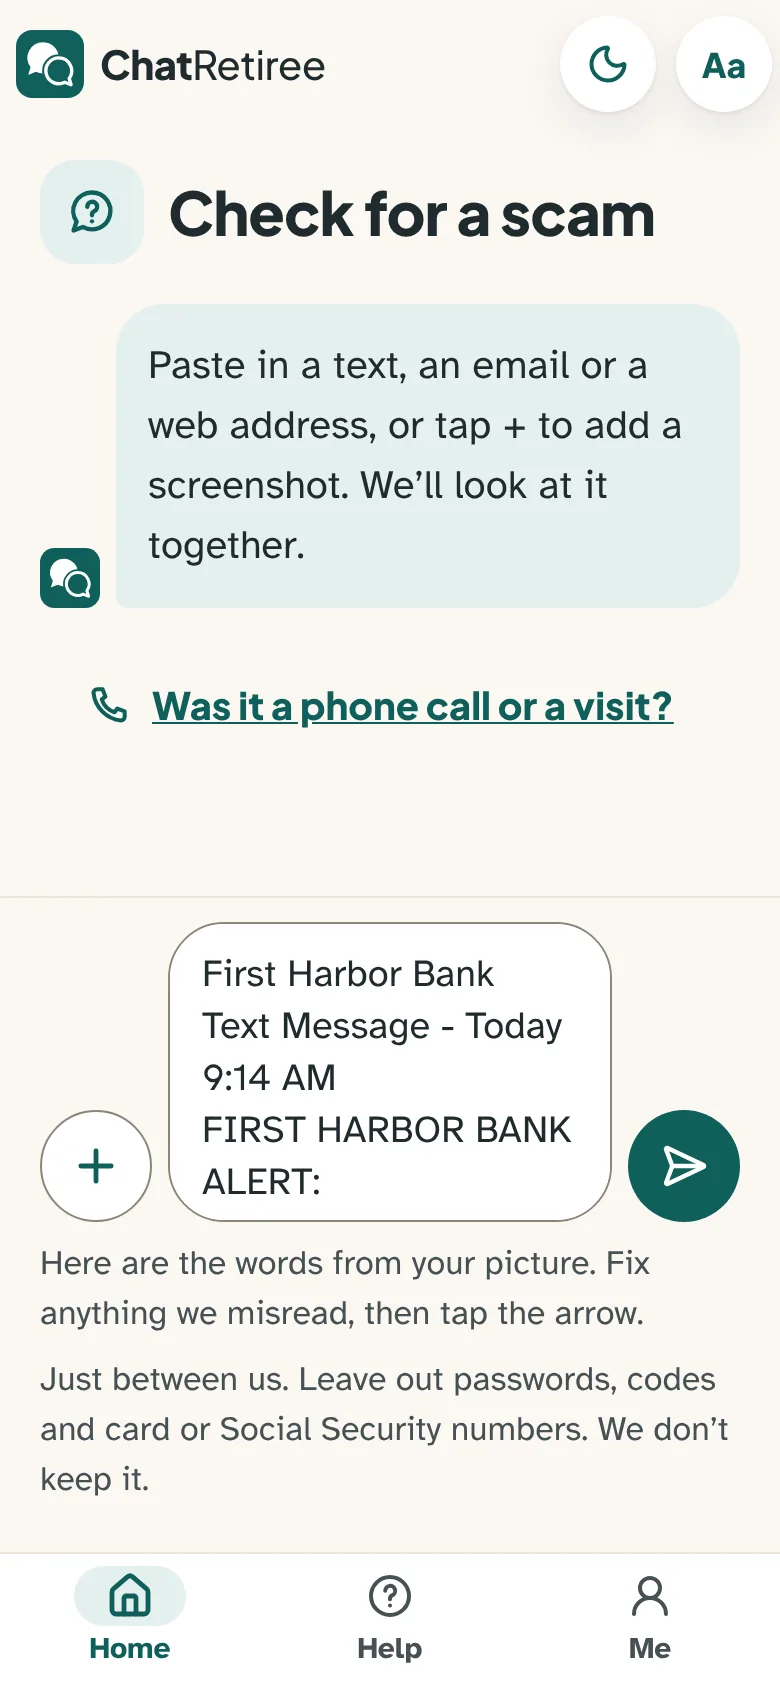 ChatRetiree
Aa
Check for a scam
Paste in a text, an email or a
web address, or tap + to add a
screenshot. We’ll look at it
together.
Was it a phone call or a visit?
First Harbor Bank
Text Message - Today
9:14 AM
FIRST HARBOR BANK
ALERT:
Here are the words from your picture. Fix
anything we misread, then tap the arrow.
Just between us. Leave out passwords, codes
and card or Social Security numbers. We don’t
keep it.
Home
Help
Me